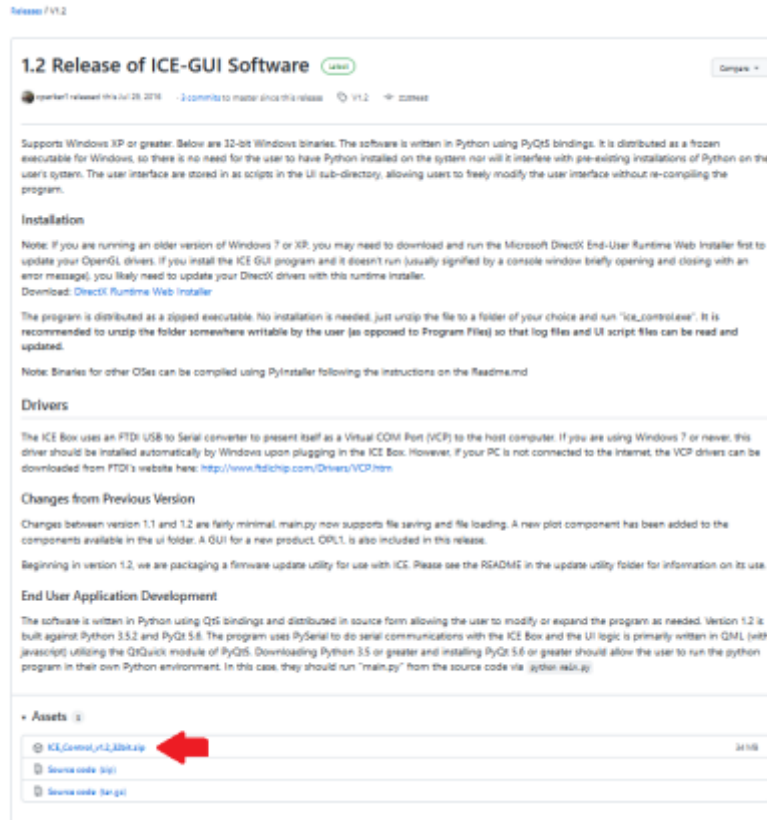 Releases / V1.2
1.2 Release of ICE-GUI Software Latest
Compare
released this Jul 29, 2016 · 3 commits to master since this release V1.2
Supports Windows XP or greater. Below are 32-bit Windows binaries. The software is written in Python using PyQt5 bindings. It is distributed as a frozen
executable for Windows, so there is no need for the user to have Python installed on the system nor will it interfere with pre-existing installations of Python on the
user's system. The user interface are stored in as scripts in the UI sub-directory, allowing users to freely modify the user interface without re-compiling the
program.
Installation
Note: If you are running an older version of Windows 7 or XP, you may need to download and run the Microsoft DirectX End-User Runtime Web Installer first to
update your OpenGL drivers. If you install the ICE GUI program and it doesn't run (usually signified by a console window briefly opening and closing with an
error message), you likely need to update your DirectX drivers with this runtime installer.
Download: DirectX Runtime Web Installer
The program is distributed as a zipped executable. No installation is needed, just unzip the file to a folder of your choice and run "ice_control.exe". It is
recommended to unzip the folder somewhere writable by the user (as opposed to Program Files) so that log files and UI script files can be read and
updated.
Note: Binaries for other OSes can be compiled using PyInstaller following the instructions on the Readme.md
Drivers
The ICE Box uses an FTDI USB to Serial converter to present itself as a Virtual COM Port (VCP) to the host computer. If you are using Windows 7 or newer, this
driver should be installed automatically by Windows upon plugging in the ICE Box. However, if your PC is not connected to the Internet, the VCP drivers can be
downloaded from FTDI's website here: http://www.ftdichip.com/Drivers/VCP.htm
Changes from Previous Version
Changes between version 1.1 and 1.2 are fairly minimal. main.py now supports file saving and file loading. A new plot component has been added to the
components available in the ui folder. A GUI for a new product, OPL1, is also included in this release.
Beginning in version 1.2, we are packaging a firmware update utility for use with ICE. Please see the README in the update utility folder for information on its use.
End User Application Development
The software is written in Python using Qt5 bindings and distributed in source form allowing the user to modify or expand the program as needed. Version 1.2 is
built against Python 3.5.2 and PyQt 5.6. The program uses PySerial to do serial communications with the ICE Box and the UI logic is primarily written in QML (with
javascript) utilizing the QtQuick module of PyQt5. Downloading Python 3.5 or greater and installing PyQt 5.6 or greater should allow the user to run the python
program in their own Python environment. In this case, they should run "main.py" from the source code via python main.py
Assets 3
ICE_Control_v1.2_32bit.zip 34 MB
Source code (zip)
Source code (tar.gz)